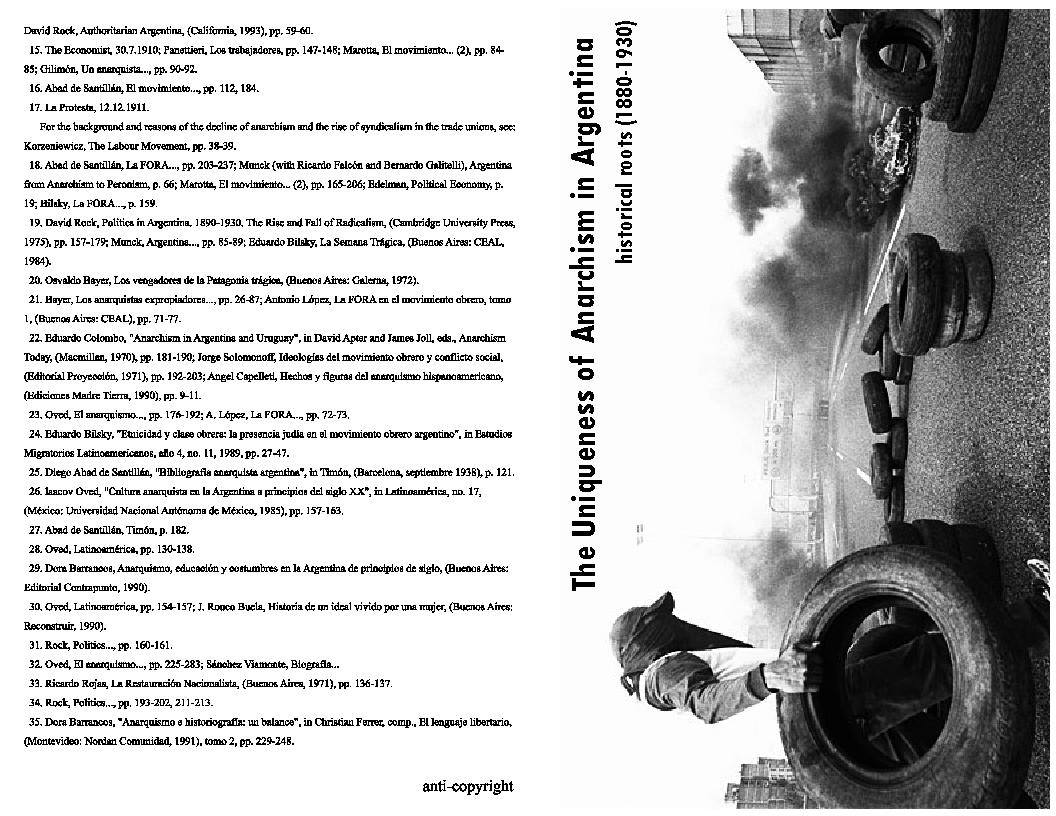 David Rock, Authoritarian Argentina, (California, 1993), pp. 59-60.
15. The Economist, 30.7.1910; Panettieri, Los trabajadores, pp. 147-148; Marotta, El movimiento... (2), pp. 84-
85; Gilimón, Un anarquista..., pp. 90-92.
16. Abad de Santillán, El movimiento..., pp. 112, 184.
17. La Protesta, 12.12.1911.
For the background and reasons of the decline of anarchism and the rise of syndicalism in the trade unions, see:
Korzeniewicz, The Labour Movement, pp. 38-39.
18. Abad de Santillán, La FORA..., pp. 203-237; Munck (with Ricardo Falcón and Bernardo Galitelli), Argentina
from Anarchism to Peronism, p. 66; Marotta, El movimiento... (2), pp. 165-206; Edelman, Political Economy, p.
19; Bilsky, La FORA..., p. 159.
19. David Rock, Politics in Argentina. 1890-1930. The Rise and Fall of Radicalism, (Cambridge University Press,
1975), pp. 157-179; Munck, Argentina..., pp. 85-89; Eduardo Bilsky, La Semana Trágica, (Buenos Aires: CEAL,
1984).
20. Osvaldo Bayer, Los vengadores de la Patagonia trágica, (Buenos Aires: Galerna, 1972).
21. Bayer, Los anarquistas expropiadores..., pp. 26-87; Antonio López, La FORA en el movimiento obrero, tomo
1, (Buenos Aires: CEAL), pp. 71-77.
22. Eduardo Colombo, "Anarchism in Argentina and Uruguay", in David Apter and James Joll, eds., Anarchism
Today, (Macmillan, 1970), pp. 181-190; Jorge Solomonoff, Ideologías del movimiento obrero y conflicto social,
(Editorial Proyección, 1971), pp. 192-203; Angel Capelleti, Hechos y figuras del anarquismo hispanoamericano,
(Ediciones Madre Tierra, 1990), pp. 9-11.
23. Oved, El anarquismo..., pp. 176-192; A. López, La FORA..., pp. 72-73.
24. Eduardo Bilsky, "Etnicidad y clase obrera: la presencia judía en el movimiento obrero argentino", in Estudios
Migratorios Latinoamericanos, año 4, no. 11, 1989, pp. 27-47.
25. Diego Abad de Santillán, "Bibliografía anarquista argentina", in Timón, (Barcelona, septiembre 1938), p. 121.
26. Iaacov Oved, "Cultura anarquista en la Argentina a principios del siglo XX", in Latinoamérica, no. 17,
(México: Universidad Nacional Autónoma de México, 1985), pp. 157-163.
27. Abad de Santillán, Timón, p. 182.
28. Oved, Latinoamérica, pp. 130-138.
29. Dora Barrancos, Anarquismo, educación y costumbres en la Argentina de principios de siglo, (Buenos Aires:
Editorial Contrapunto, 1990).
30. Oved, Latinoamérica, pp. 154-157; J. Rouco Buela, Historia de un ideal vivido por una mujer, (Buenos Aires:
Reconstruir, 1990).
31. Rock, Politics..., pp. 160-161.
32. Oved, El anarquismo..., pp. 225-283; Sánchez Viamonte, Biografía...
33. Ricardo Rojas, La Restauración Nacionalista, (Buenos Aires, 1971), pp. 136-137.
34. Rock, Politics..., pp. 193-202, 211-213.
35. Dora Barrancos, "Anarquismo e historiografía: un balance", in Christian Ferrer, comp., El lenguaje libertario,
(Montevideo: Nordan Comunidad, 1991), tomo 2, pp. 229-248.
anti-copyright
The Uniqueness of Anarchism in Argentina
historical roots (1880-1930)